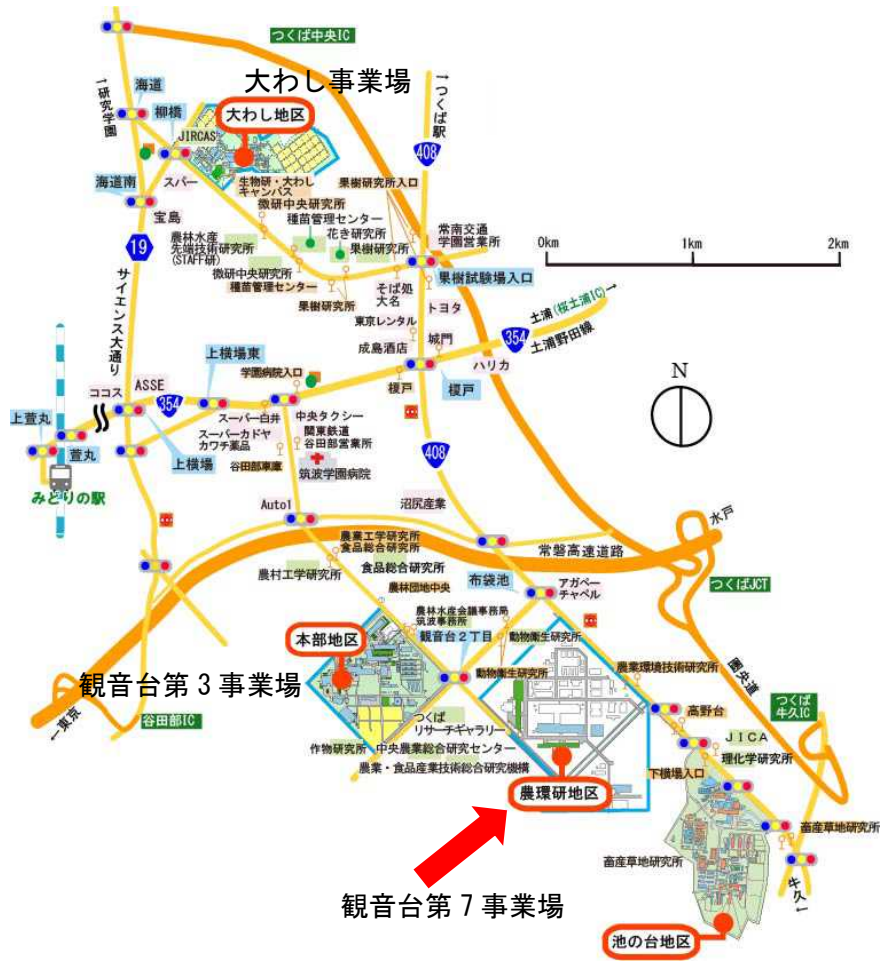 つくば中央IC
大わし事業場
海道
↑研究学園
柳橋
大わし地区
JIRCAS
↑つくば駅
408
海道南
スパー
宝島
生物研・大わし
キャンパス
果樹研究所入口
微研中央研究所
種苗管理センター
花き研究所
果樹研究所
常南交通
学園営業所
農林水産
先端技術研究所
(STAFF研)
微研中央研究所
種苗管理センター
果樹研究所
そば処
大名
果樹試験場入口
0km
1km
2km
19
サイエンス大通り
トヨタ
東京レンタル
城門
成島酒店
土浦(桜土浦IC)→
354
土浦野田線
ハリカ
上横場東
学園病院入口
榎戸
榎戸
N
ココス
ASSE
354
上萱丸
萱丸
みどりの駅
上横場
スーパー白井
スーパーカドヤ
カワチ薬品
谷田部車庫
中央タクシー
関東鉄道
谷田部営業所
筑波学園病院
408
Auto1
沼尻産業
水戸
農業工学研究所
食品総合研究所
食品総合研究所
農村工学研究所
常磐高速道路
農林団地中央
布袋池
アガペー
チャペル
つくばJCT
農林水産会議事務局
筑波事務所
観音台2丁目
動物衛生研究所
本部地区
動物衛生研究所
農業環境技術研究所
圏央道
観音台第3事業場
つくば
牛久IC
←東京
谷田部IC
つくば
リサーチギャラリー
作物研究所
中央農業総合研究センター
農業・食品産業技術総合研究機構
高野台
JICA
理化学研究所
下横場入口
農環研地区
畜産草地研究所
畜産草地研究所
観音台第7事業場
牛久↓
池の台地区